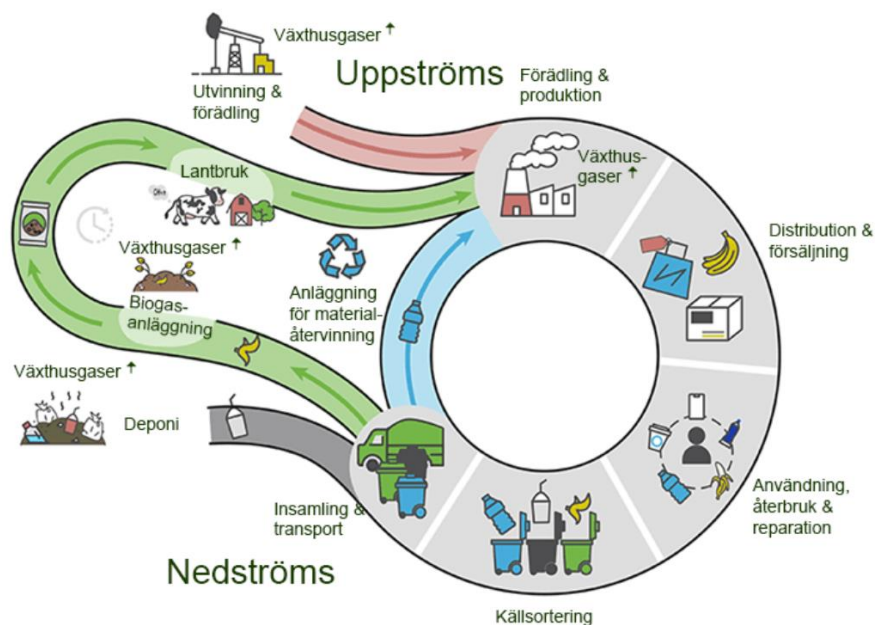 Växthusgaser
Uppströms
Utvinning &
förädling
Förädling &
produktion
Växthus-
gaser
Lantbruk
Växthusgaser
Anläggning
för material-
återvinning
Distribution &
försäljning
Biogas-
anläggning
Växthusgaser
Deponi
Användning,
återbruk &
reparation
Insamling &
transport
Nedströms
Källsortering